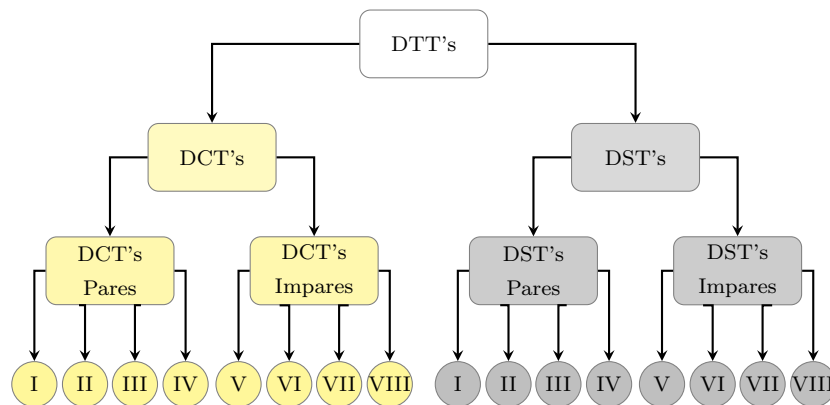 DTT's
DCT's
DST's
DCT's
Pares
DCT's
Impares
DST's
Pares
DST's
Impares
I
II
III
IV
V
VI
VII
VIII
I
II
III
IV
V
VI
VII
VIII